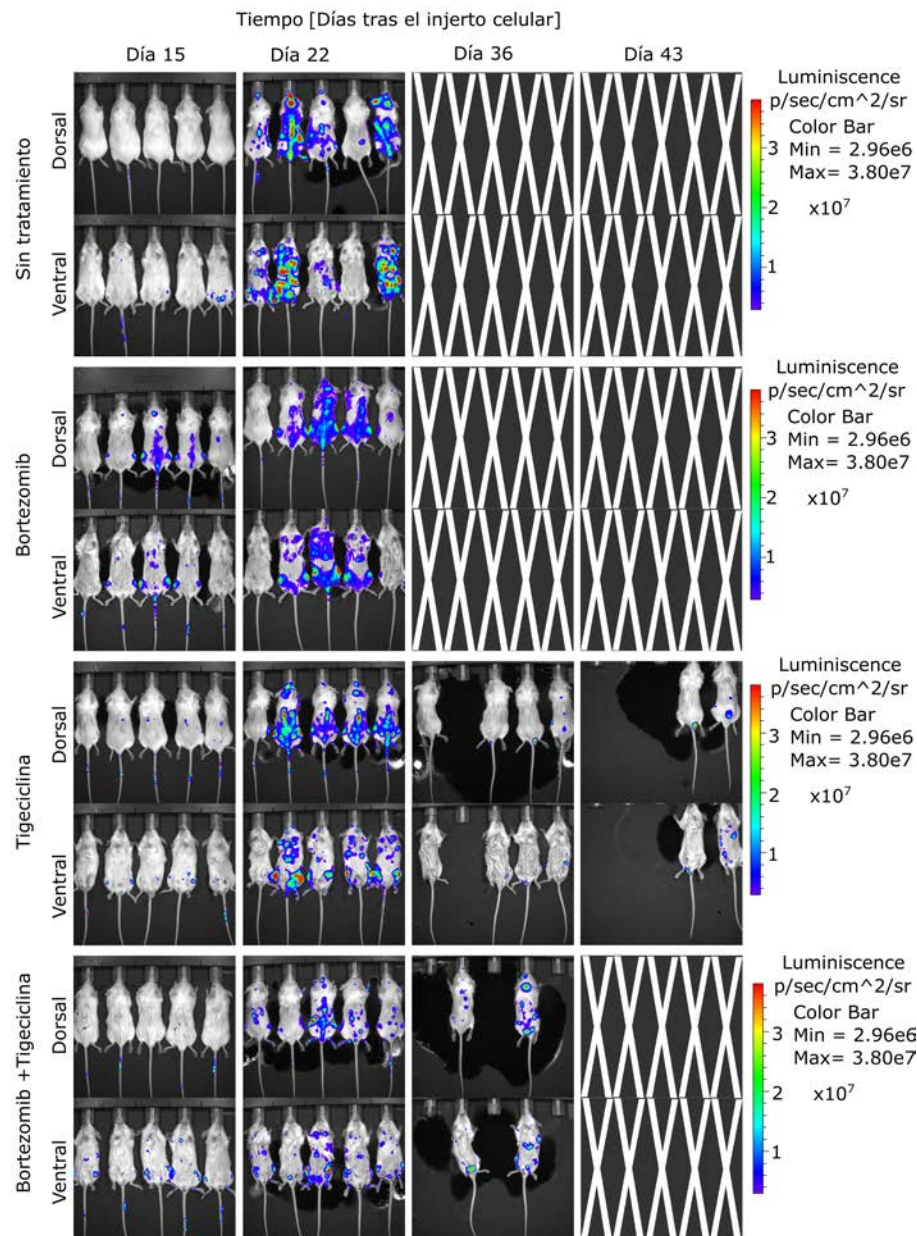 Tiempo [Días tras el injerto celular]
Día 15
Día 22
Día 36
Día 43
Sin tratamiento
Dorsal
Ventral
Luminiscence
p/sec/cm^2/sr
Color Bar
Min = 2.96e6
Max= 3.80e7
x10⁷
3
2
1
Bortezomib
Dorsal
Ventral
Luminiscence
p/sec/cm^2/sr
Color Bar
Min = 2.96e6
Max= 3.80e7
x10⁷
3
2
1
Tigeciclina
Dorsal
Ventral
Luminiscence
p/sec/cm^2/sr
Color Bar
Min = 2.96e6
Max= 3.80e7
x10⁷
3
2
1
Bortezomib +Tigeciclina
Dorsal
Ventral
Luminiscence
p/sec/cm^2/sr
Color Bar
Min = 2.96e6
Max= 3.80e7
x10⁷
3
2
1